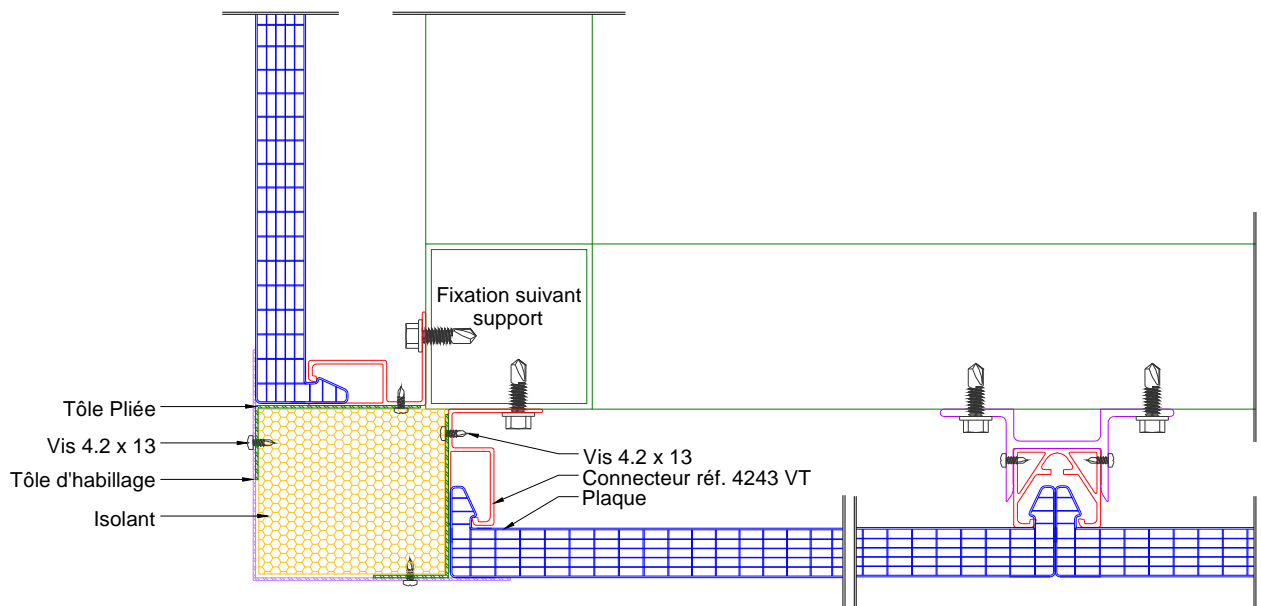 Fixation suivant
support
Tôle Pliée
Vis 4.2 x 13
Tôle d'habillage
Isolant
Vis 4.2 x 13
Connecteur réf. 4243 VT
Plaque